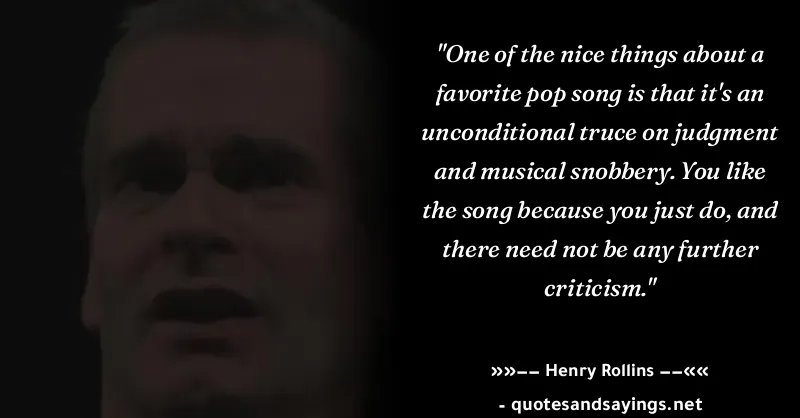 "One of the nice things about a
favorite pop song is that it's an
unconditional truce on judgment
and musical snobbery. You like
the song because you just do, and
there need not be any further
criticism."
»»−− Henry Rollins −−««
- quotesandsayings.net